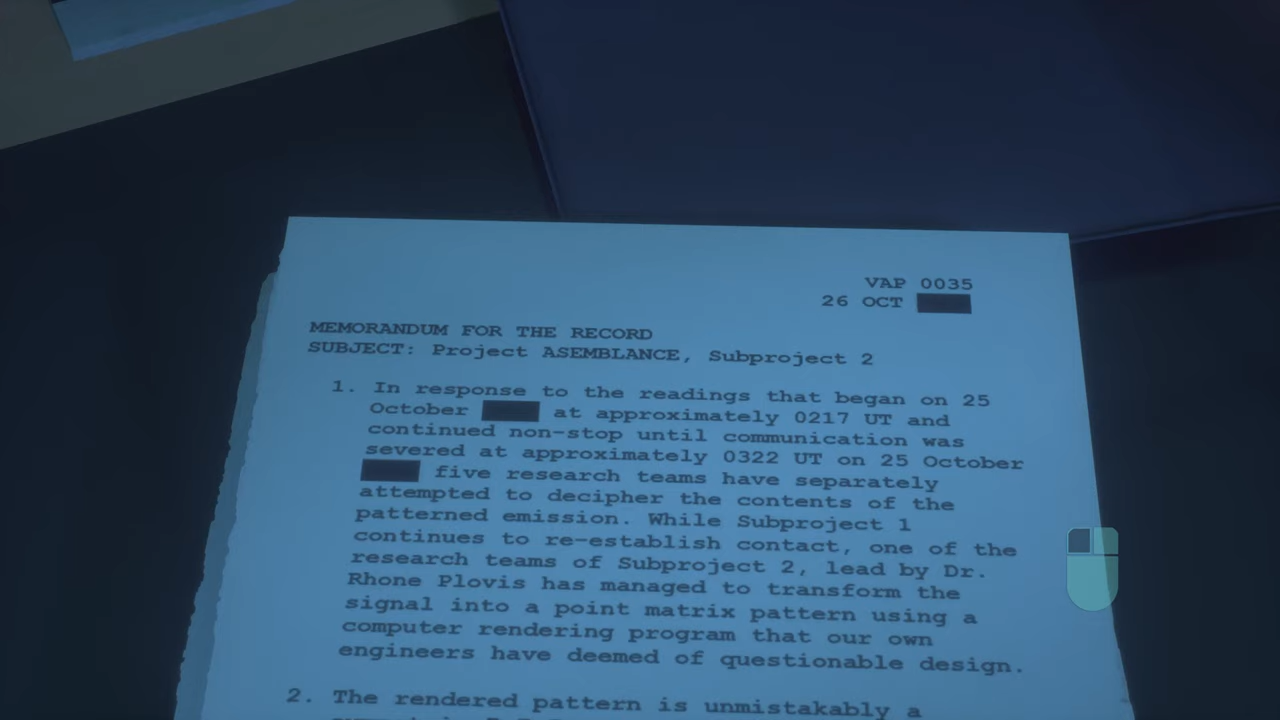 VAP 0035
26 OCT
MEMORANDUM FOR THE RECORD
SUBJECT: Project ASEMBLANCE, Subproject 2
1. In response to the readings that began on 25
October at approximately 0217 UT and
continued non-stop until communication was
severed at approximately 0322 UT on 25 October
five research teams have separately
attempted to decipher the contents of the
patterned emission. While Subproject 1
continues to re-establish contact, one of the
research teams of Subproject 2, lead by Dr.
Rhone Plovis has managed to transform the
signal into a point matrix pattern using a
computer rendering program that our own
engineers have deemed of questionable design.
2. The rendered pattern is unmistakably a